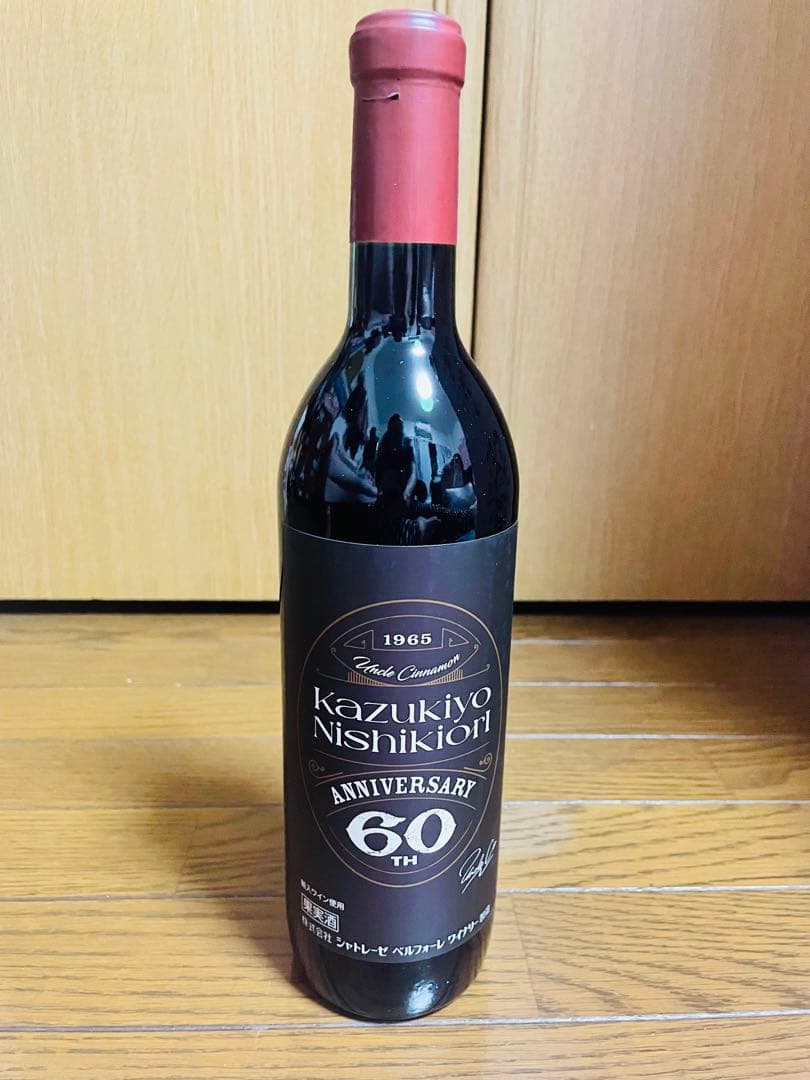 1965
Uncle Cinnamon
Kazukiyo
Nishikiori
ANNIVERSARY
60
TH
輸入ワイン使用
果実酒
株式会社 シャトレーゼ ベルフォーレ ワイナリー